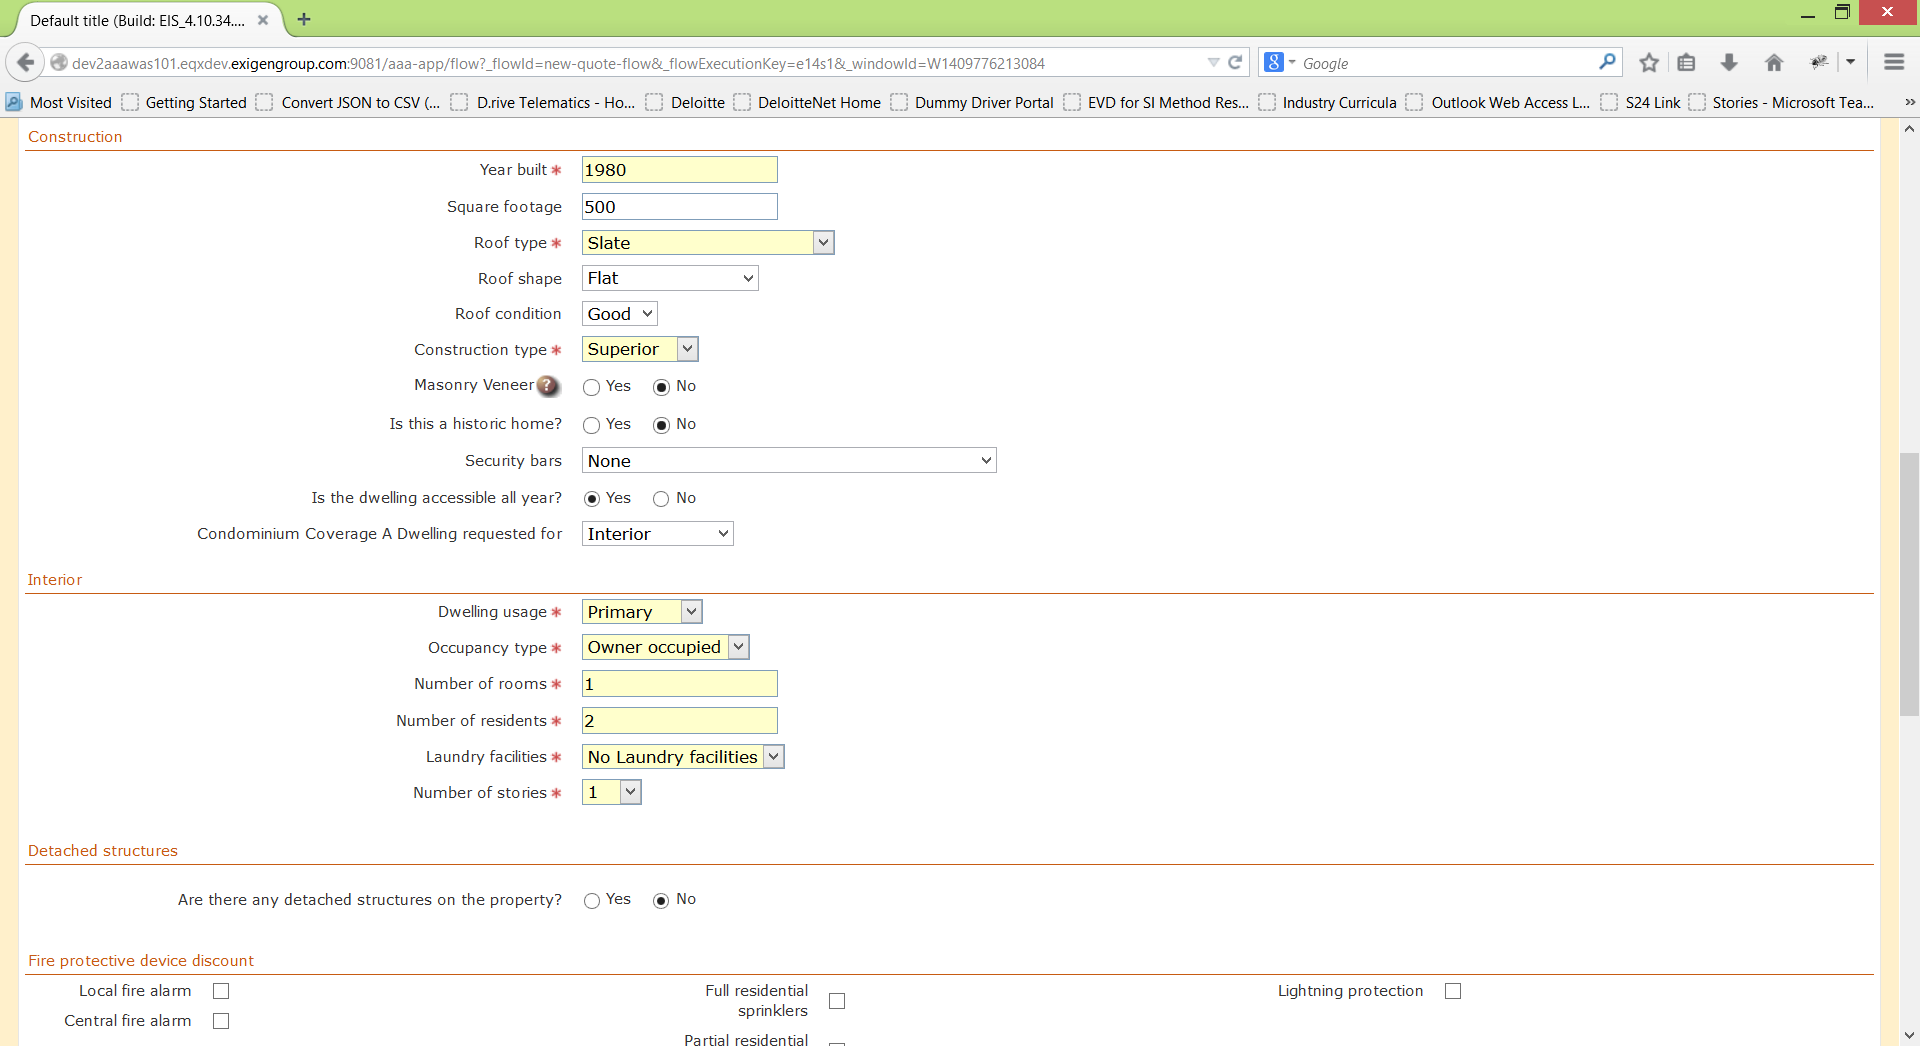 Default title (Build: EIS_4.10.34....
dev2aaawas101.eqxdev.exigengroup.com:9081/aaa-app/flow?_flowId=new-quote-flow&_flowExecutionKey=e14s1&_windowId=W1409776213084
8 Google
Most Visited Getting Started Convert JSON to CSV (... D.rive Telematics - Ho... Deloitte DeloitteNet Home Dummy Driver Portal EVD for SI Method Res... Industry Curricula Outlook Web Access L... S24 Link Stories - Microsoft Tea... »
Construction
Year built * 1980
Square footage 500
Roof type * Slate
Roof shape Flat
Roof condition Good
Construction type * Superior
Masonry Veneer ? Yes No
Is this a historic home? Yes No
Security bars None
Is the dwelling accessible all year? Yes No
Condominium Coverage A Dwelling requested for Interior
Interior
Dwelling usage * Primary
Occupancy type * Owner occupied
Number of rooms * 1
Number of residents * 2
Laundry facilities * No Laundry facilities
Number of stories * 1
Detached structures
Are there any detached structures on the property? Yes No
Fire protective device discount
Local fire alarm Full residential Lightning protection
sprinklers
Central fire alarm
Partial residential